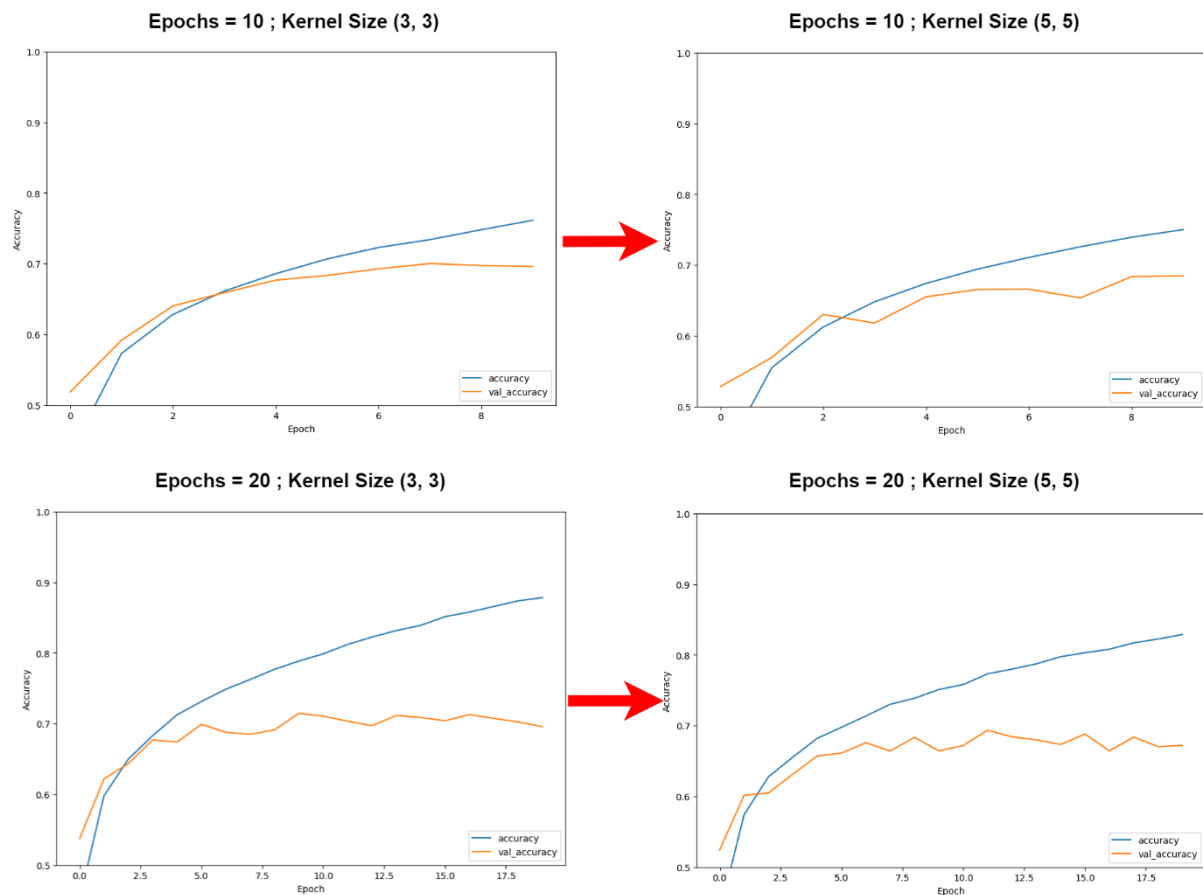 Epochs = 10 ; Kernel Size (3, 3)
1.0
0.9
0.8
0.7
0.6
0.5
Accuracy
0 2 4 6 8
Epoch
accuracy
val_accuracy
Epochs = 10 ; Kernel Size (5, 5)
1.0
0.9
0.8
0.7
0.6
0.5
Accuracy
0 2 4 6 8
Epoch
accuracy
val_accuracy
Epochs = 20 ; Kernel Size (3, 3)
1.0
0.9
0.8
0.7
0.6
0.5
Accuracy
0.0 2.5 5.0 7.5 10.0 12.5 15.0 17.5
Epoch
accuracy
val_accuracy
Epochs = 20 ; Kernel Size (5, 5)
1.0
0.9
0.8
0.7
0.6
0.5
Accuracy
0.0 2.5 5.0 7.5 10.0 12.5 15.0 17.5
Epoch
accuracy
val_accuracy